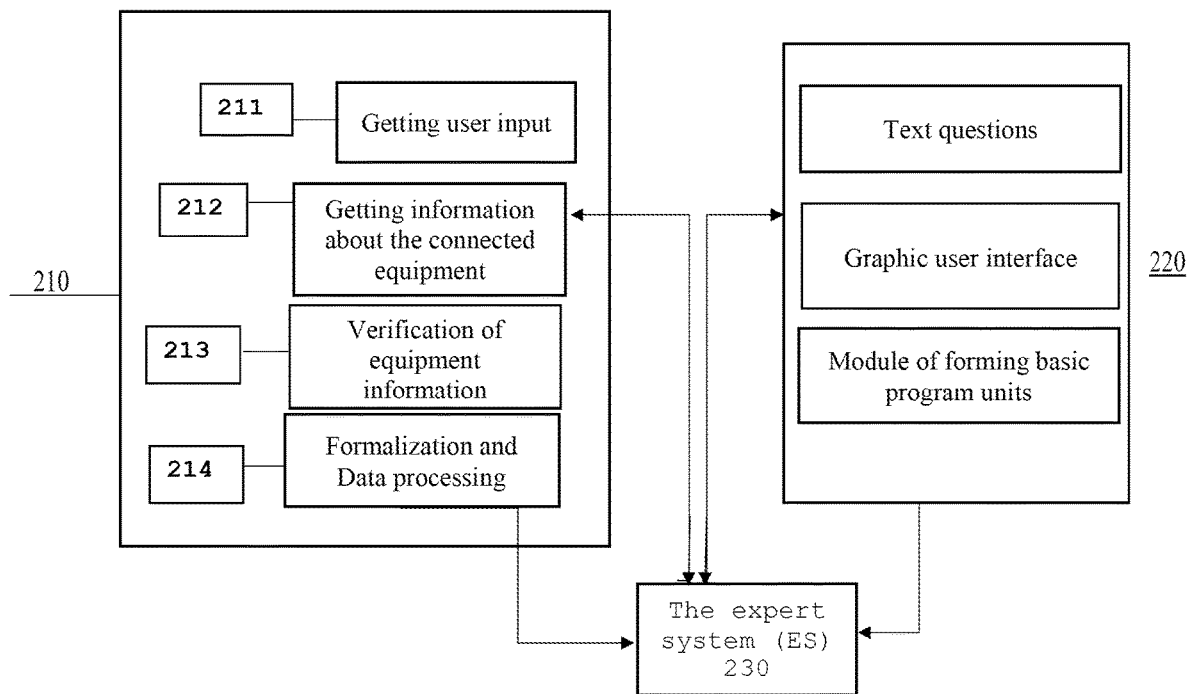 210
211
Getting user input
212
Getting information
about the connected
equipment
213
Verification of
equipment
information
214
Formalization and
Data processing
Text questions
Graphic user interface
Module of forming basic
program units
220
The expert
system (ES)
230